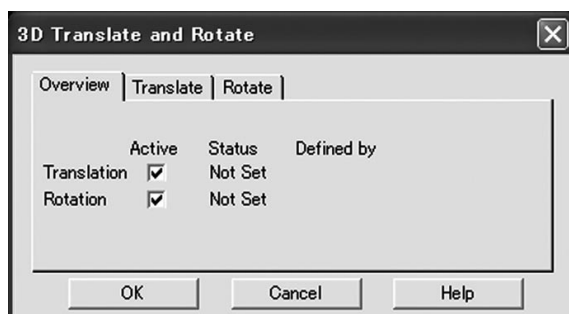 3D Translate and Rotate
Overview Translate Rotate
Active Status Defined by
Translation Not Set
Rotation Not Set
OK Cancel Help